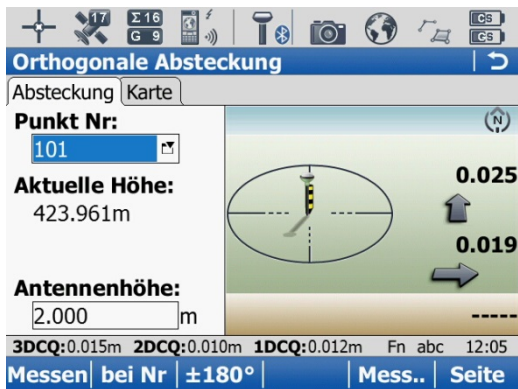 17 Σ 16 G 9 CS CS
Orthogonale Absteckung
Absteckung Karte
Punkt Nr: N
101
0.025
Aktuelle Höhe:
423.961m
0.019
Antennenhöhe:
2.000 m -----
3DCQ:0.015m 2DCQ:0.010m 1DCQ:0.012m Fn abc 12:05
Messen bei Nr ±180° Mess.. Seite